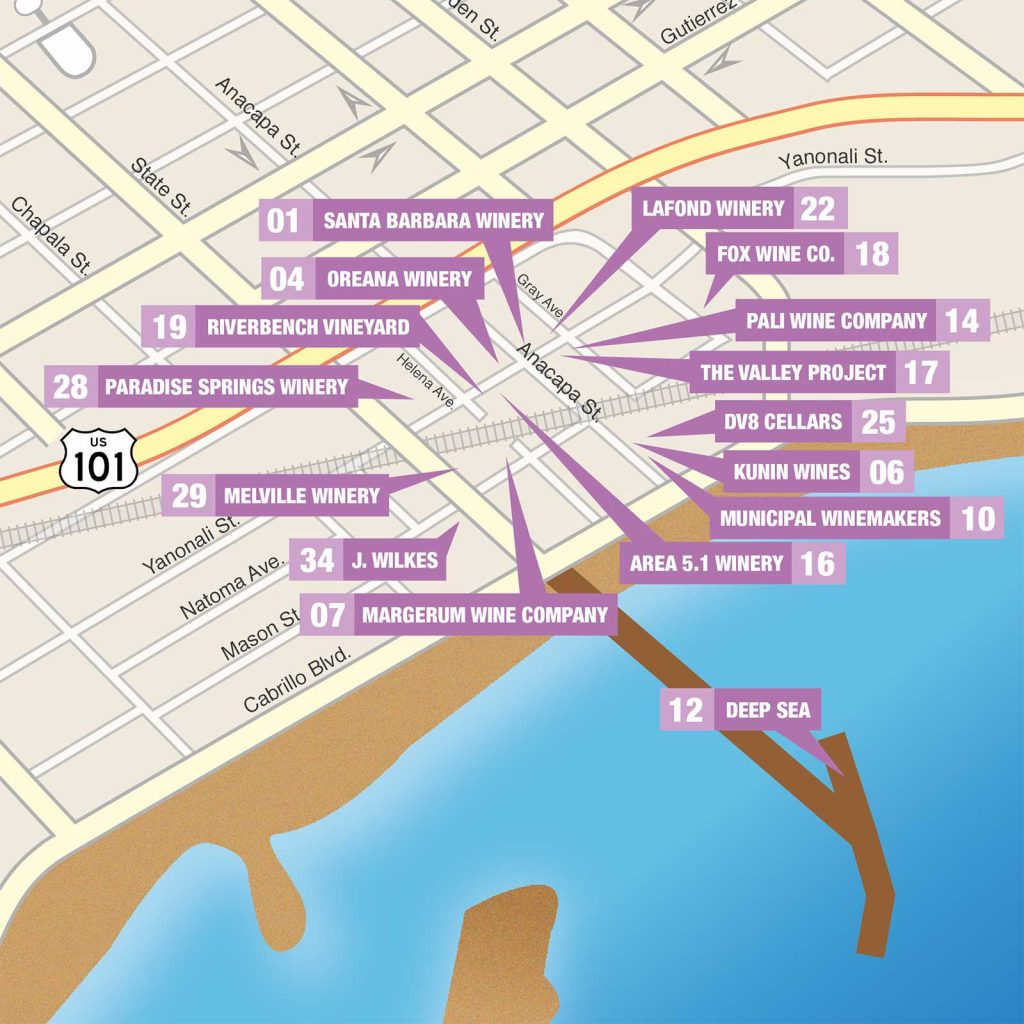 den St.
Gutierrez
Anacapa St.
State St.
Chapala St.
Yanonali St.
01 SANTA BARBARA WINERY
LAFOND WINERY 22
04 OREANA WINERY
FOX WINE CO. 18
Gray Ave
19 RIVERBENCH VINEYARD
PALI WINE COMPANY 14
Anacapa St.
Helena Ave.
28 PARADISE SPRINGS WINERY
THE VALLEY PROJECT 17
DV8 CELLARS 25
US
101
KUNIN WINES 06
29 MELVILLE WINERY
MUNICIPAL WINEMAKERS 10
Yanonali St.
34 J. WILKES
AREA 5.1 WINERY 16
Natoma Ave.
07 MARGERUM WINE COMPANY
Mason St
Cabrillo Blvd.
12 DEEP SEA